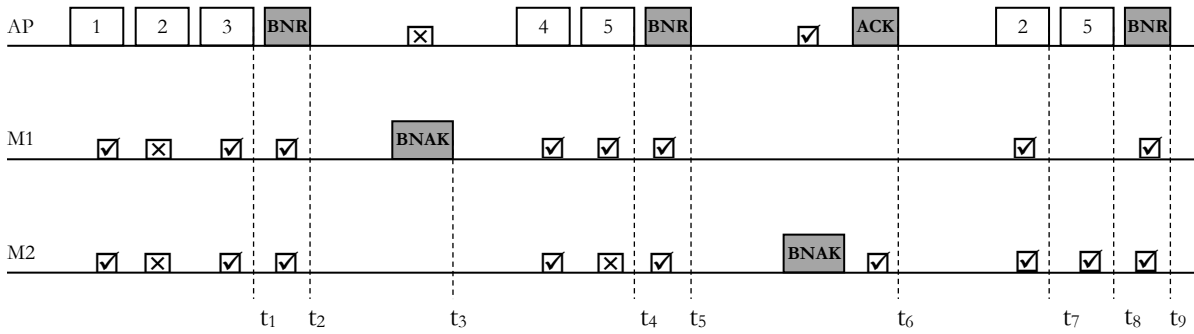 AP 1 2 3 BNR 4 5 BNR ACK 2 5 BNR
M1 BNAK
M2 BNAK
t1 t2 t3 t4 t5 t6 t7 t8 t9